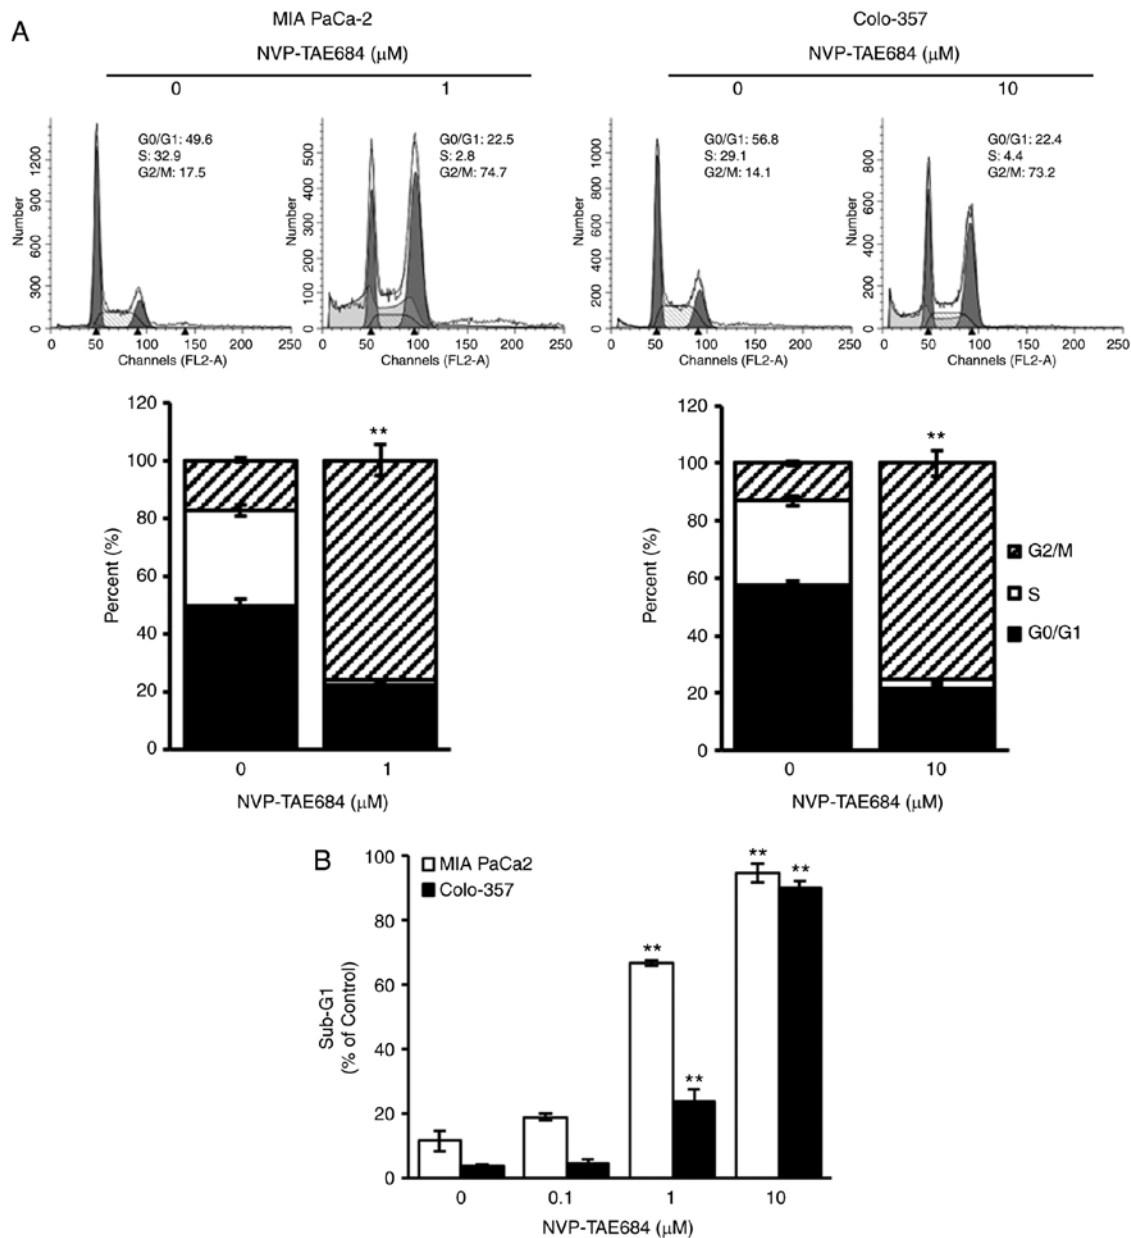 A
MIA PaCa-2
NVP-TAE684 (μM)
0
1
Colo-357
NVP-TAE684 (μM)
0
10
Number
1200
900
600
300
0
G0/G1: 49.6
S: 32.9
G2/M: 17.5
0 50 100 150 200 250
Channels (FL2-A)
Number
500
400
300
200
100
0
G0/G1: 22.5
S: 2.8
G2/M: 74.7
0 50 100 150 200 250
Channels (FL2-A)
Number
1000
800
600
400
200
0
G0/G1: 56.8
S: 29.1
G2/M: 14.1
0 50 100 150 200 250
Channels (FL2-A)
Number
800
600
400
200
0
G0/G1: 22.4
S: 4.4
G2/M: 73.2
0 50 100 150 200 250
Channels (FL2-A)
Percent (%)
120
100
80
60
40
20
0
**
0 1
NVP-TAE684 (μM)
Percent (%)
120
100
80
60
40
20
0
**
0 10
NVP-TAE684 (μM)
G2/M
S
G0/G1
B
MIA PaCa2
Colo-357
Sub-G1
(% of Control)
100
80
60
40
20
0
**
**
**
**
0 0.1 1 10
NVP-TAE684 (μM)